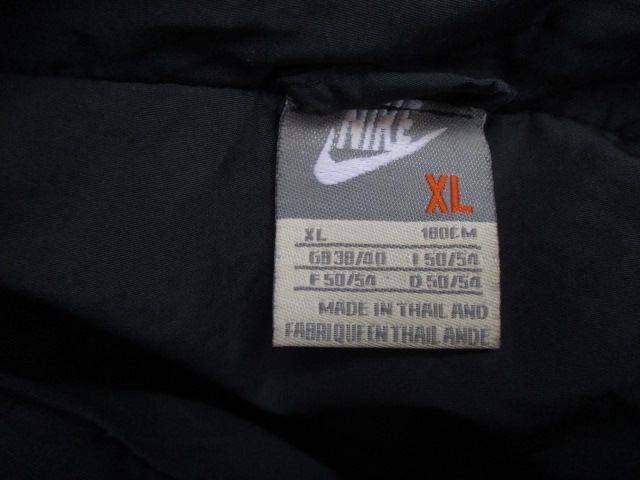 NIKE
XL
XL 180CM
GB 38/40 I 50/54
F 50/54 D 50/54
MADE IN THAILAND
FABRIQUE EN THAILANDE